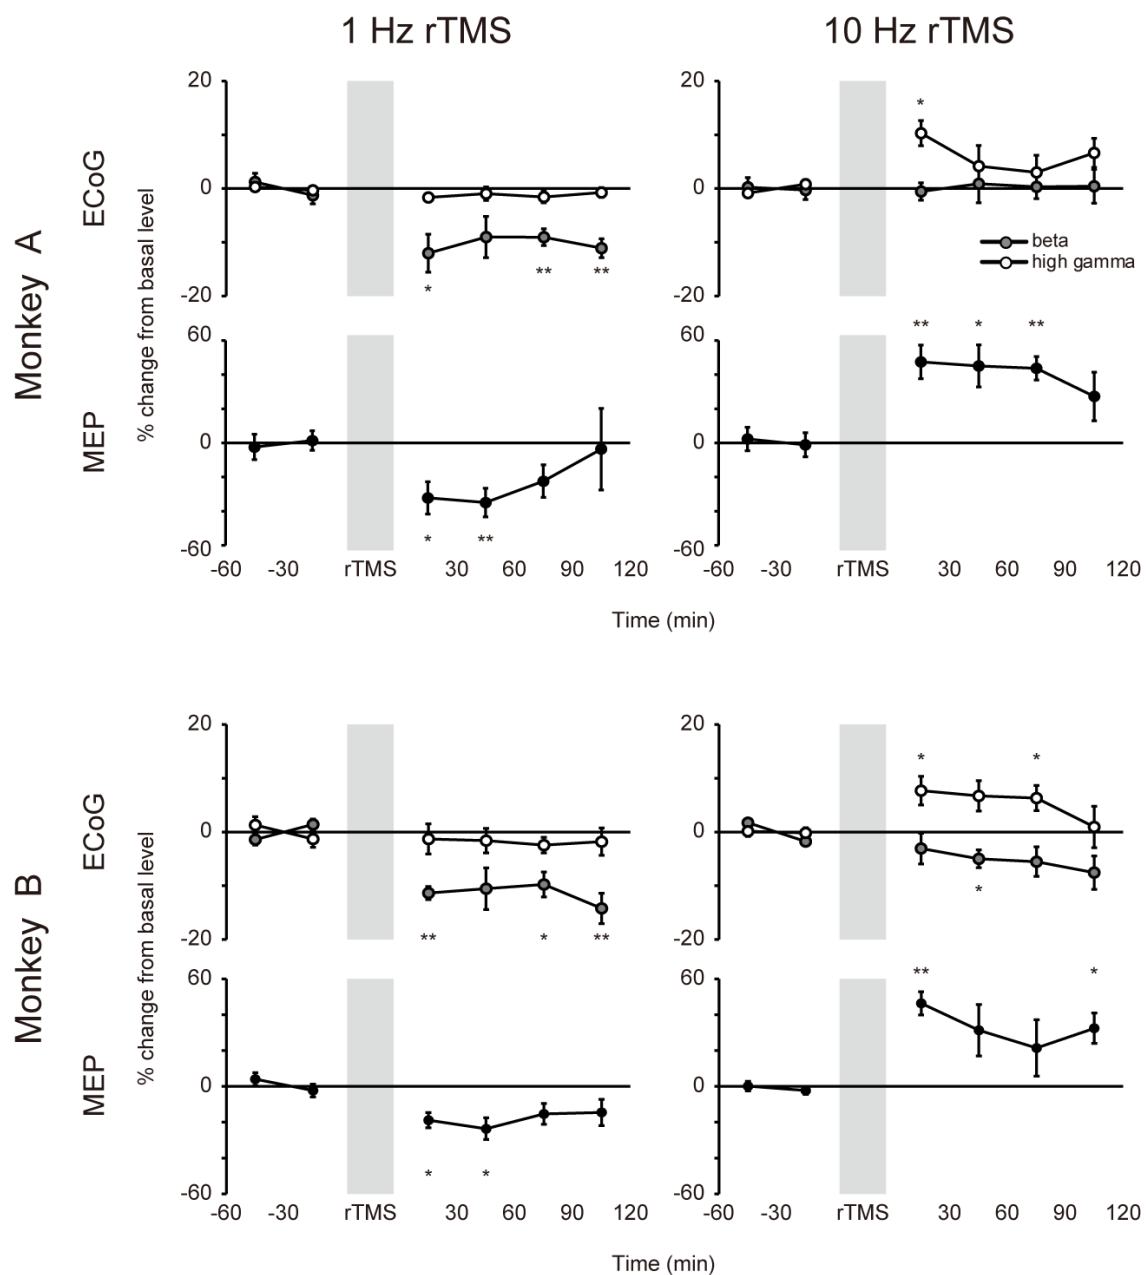 1 Hz rTMS 10 Hz rTMS
Monkey A
ECoG
MEP
% change from basal level
20
0
-20
*
**
**
20
0
-20
*
beta
high gamma
60
0
-60
*
**
-60 -30 rTMS 30 60 90 120
60
0
-60
**
*
**
-60 -30 rTMS 30 60 90 120
Time (min)
Monkey B
ECoG
MEP
% change from basal level
20
0
-20
**
*
**
20
0
-20
*
*
*
60
0
-60
*
*
-60 -30 rTMS 30 60 90 120
60
0
-60
**
*
-60 -30 rTMS 30 60 90 120
Time (min)